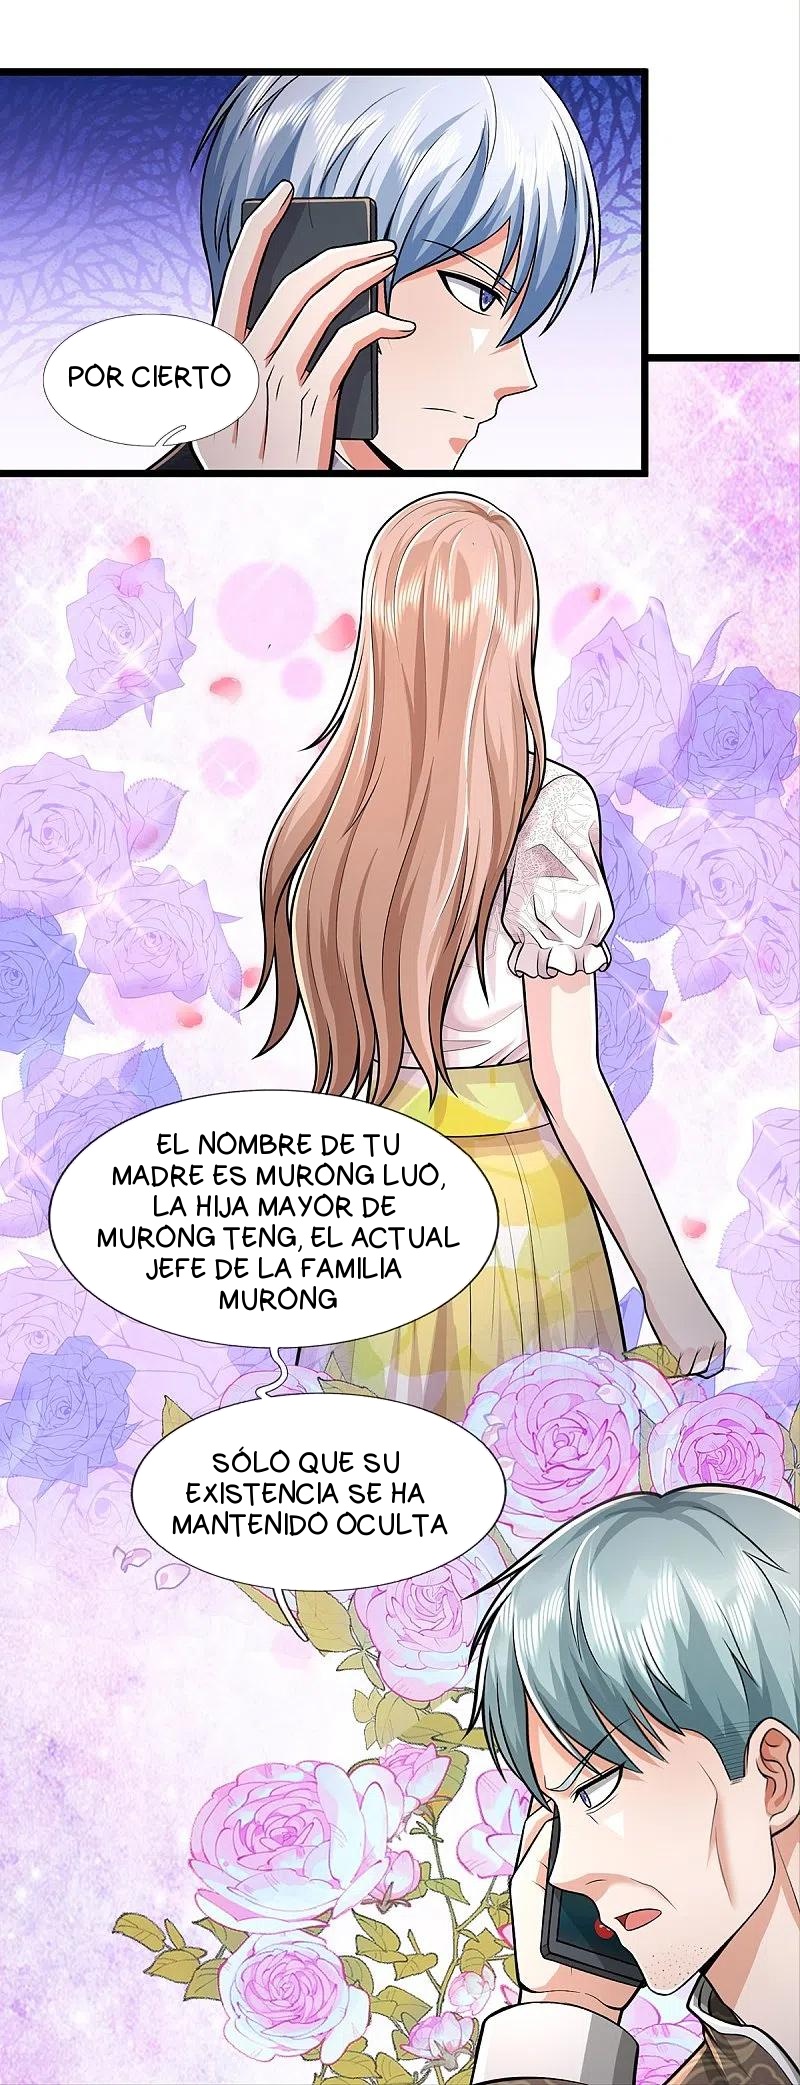 POR CIERTO
EL NOMBRE DE TU
MADRE ES MURONG LUO,
LA HIJA MAYOR DE
MURONG TENG, EL ACTUAL
JEFE DE LA FAMILIA
MURONG
SÓLO QUE SU
EXISTENCIA SE HA
MANTENIDO OCULTA